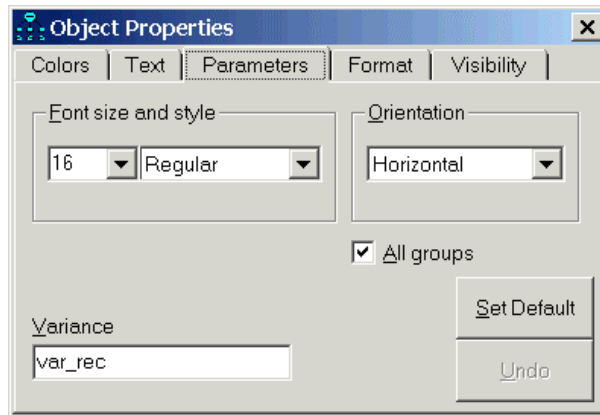 Object Properties
Colors Text Parameters Format Visibility
Font size and style
Orientation
16 Regular
Horizontal
All groups
Set Default
Variance
var_rec
Undo